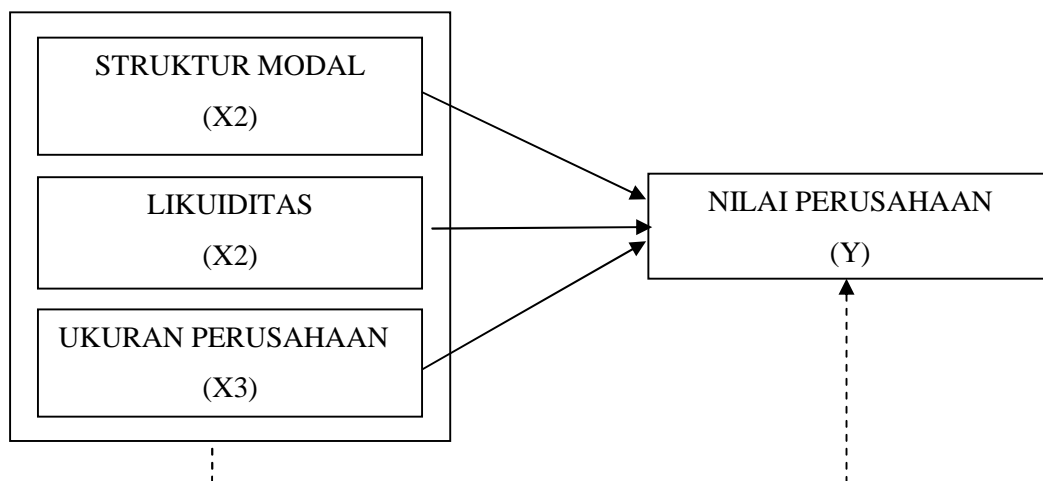 STRUKTUR MODAL
(X2)
LIKUIDITAS
(X2)
UKURAN PERUSAHAAN
(X3)
NILAI PERUSAHAAN
(Y)